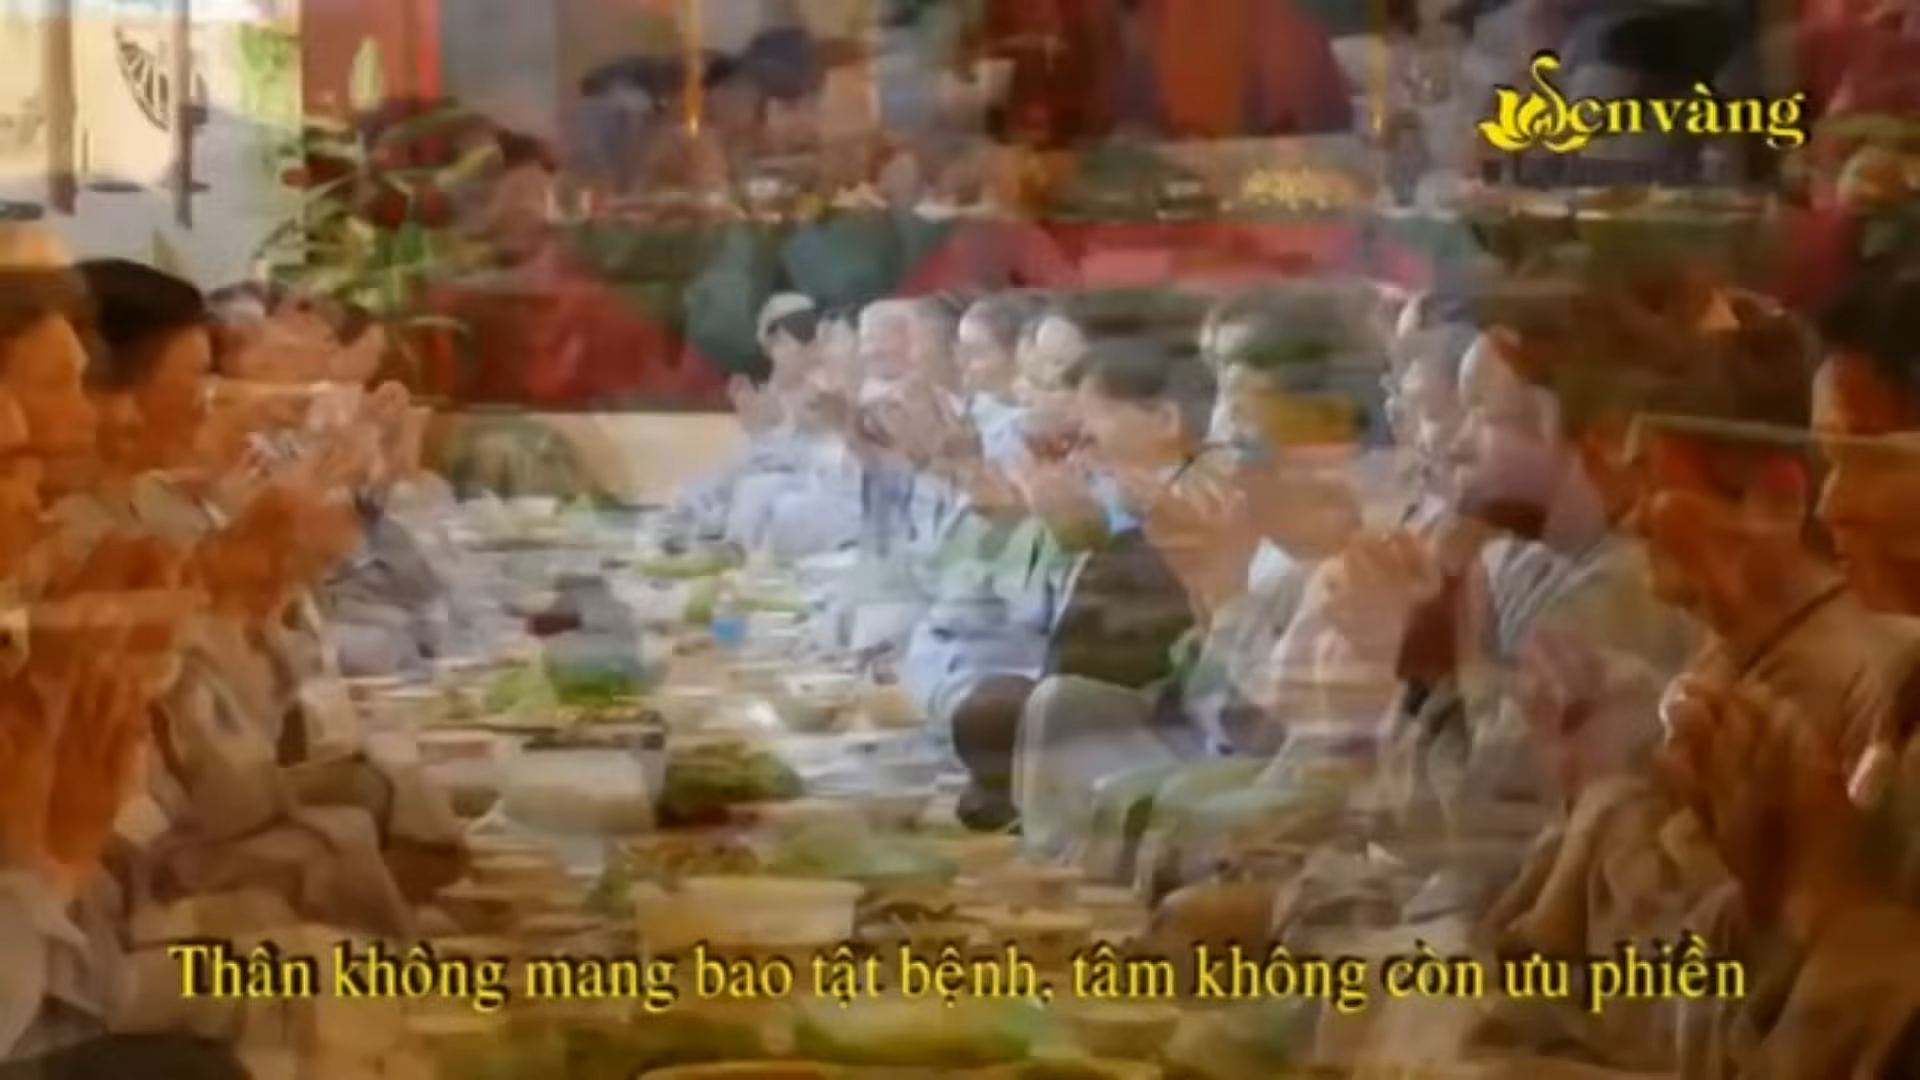 Senvàng
Thân không mang bao tật bệnh, tâm không còn ưu phiền